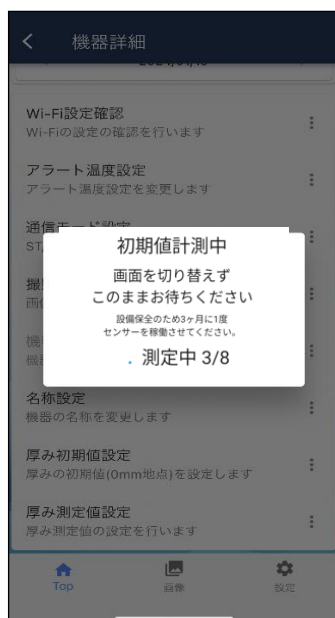 機器詳細
Wi-Fi設定確認
Wi-Fiの設定の確認を行います
アラート温度設定
アラート温度設定を変更します
通信モード設定
初期値計測中
画面を切り替えず
このままお待ちください
設備保全のため3ヶ月に1度
センサーを稼働させてください。
. 測定中 3/8
名称設定
機器の名称を変更します
厚み初期値設定
厚みの初期値(0mm地点)を設定します
厚み測定値設定
厚み測定値の設定を行います
Top
画像
設定